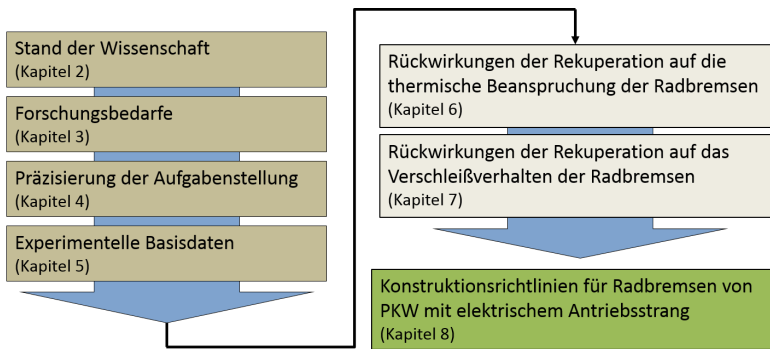 Stand der Wissenschaft
(Kapitel 2)
Forschungsbedarfe
(Kapitel 3)
Präzisierung der Aufgabenstellung
(Kapitel 4)
Experimentelle Basisdaten
(Kapitel 5)
Rückwirkungen der Rekuperation auf die
thermische Beanspruchung der Radbremsen
(Kapitel 6)
Rückwirkungen der Rekuperation auf das
Verschleißverhalten der Radbremsen
(Kapitel 7)
Konstruktionsrichtlinien für Radbremsen von
PKW mit elektrischem Antriebsstrang
(Kapitel 8)